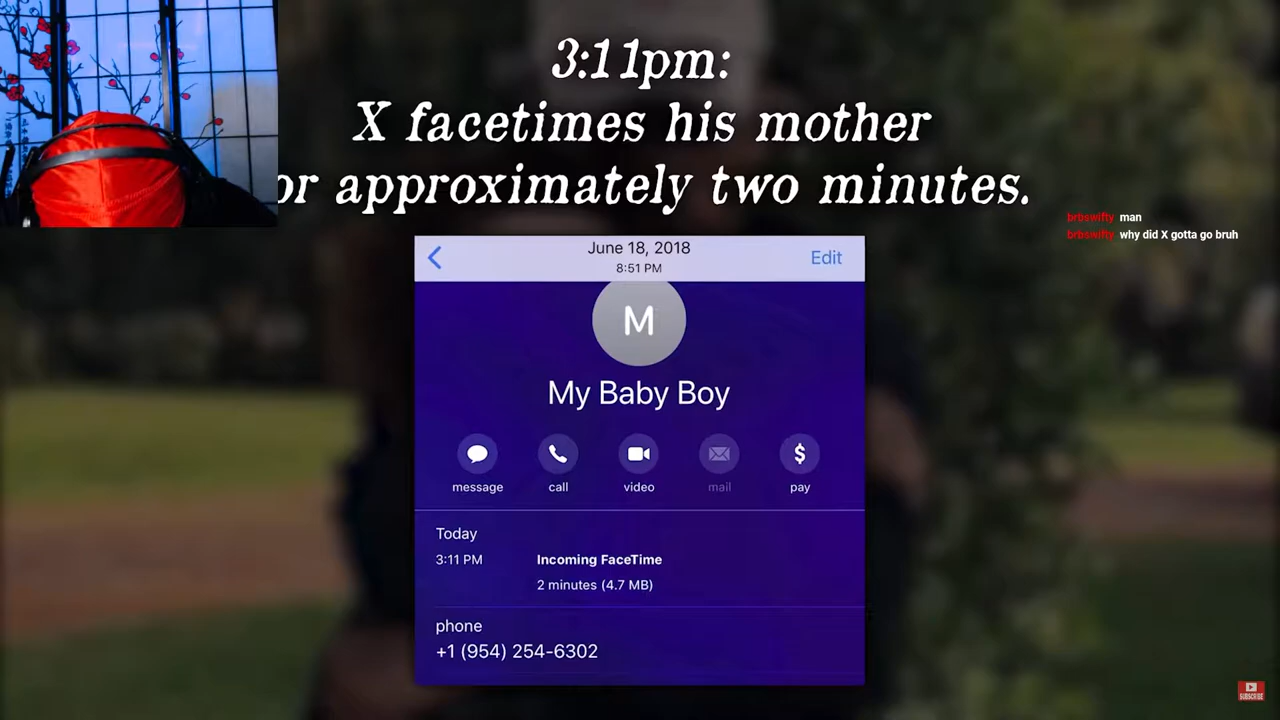 3:11pm:
X facetimes his mother
or approximately two minutes.
brbswifty man
brbswifty why did X gotta go bruh
June 18, 2018
8:51 PM
Edit
M
My Baby Boy
message call video mail pay
Today
3:11 PM Incoming FaceTime
2 minutes (4.7 MB)
phone
+1 (954) 254-6302
SUBSCRIBE